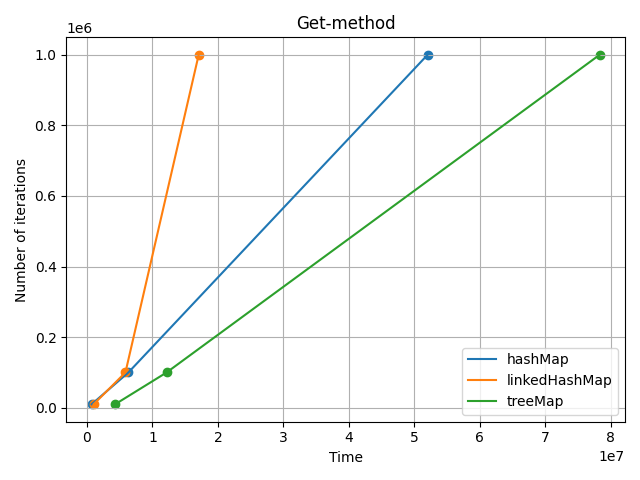 Get-method
1e6
1.0
0.8
0.6
0.4
0.2
0.0
Number of iterations
0 1 2 3 4 5 6 7 8
1e7
Time
hashMap
linkedHashMap
treeMap